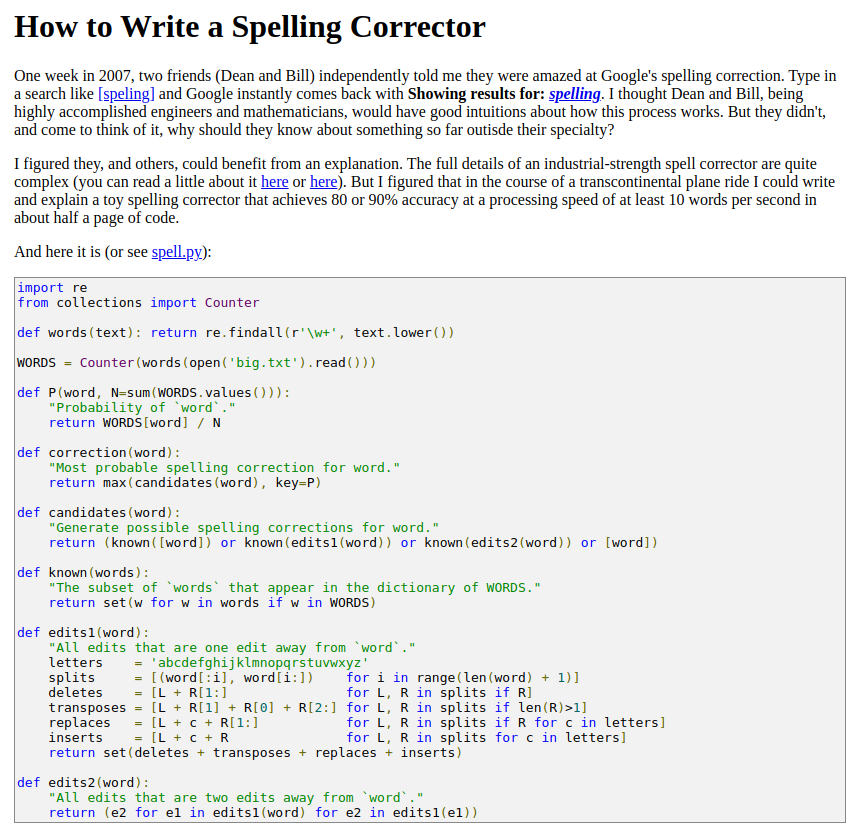 How to Write a Spelling Corrector
One week in 2007, two friends (Dean and Bill) independently told me they were amazed at Google's spelling correction. Type in
a search like [speling] and Google instantly comes back with Showing results for: spelling. I thought Dean and Bill, being
highly accomplished engineers and mathematicians, would have good intuitions about how this process works. But they didn't,
and come to think of it, why should they know about something so far outisde their specialty?
I figured they, and others, could benefit from an explanation. The full details of an industrial-strength spell corrector are quite
complex (you can read a little about it here or here). But I figured that in the course of a transcontinental plane ride I could write
and explain a toy spelling corrector that achieves 80 or 90% accuracy at a processing speed of at least 10 words per second in
about half a page of code.
And here it is (or see spell.py):
import re
from collections import Counter
def words(text): return re.findall(r'\w+', text.lower())
WORDS = Counter(words(open('big.txt').read()))
def P(word, N=sum(WORDS.values())):
    "Probability of `word`."
    return WORDS[word] / N
def correction(word):
    "Most probable spelling correction for word."
    return max(candidates(word), key=P)
def candidates(word):
    "Generate possible spelling corrections for word."
    return (known([word]) or known(edits1(word)) or known(edits2(word)) or [word])
def known(words):
    "The subset of `words` that appear in the dictionary of WORDS."
    return set(w for w in words if w in WORDS)
def edits1(word):
    "All edits that are one edit away from `word`."
    letters    = 'abcdefghijklmnopqrstuvwxyz'
    splits     = [(word[:i], word[i:])    for i in range(len(word) + 1)]
    deletes    = [L + R[1:]               for L, R in splits if R]
    transposes = [L + R[1] + R[0] + R[2:] for L, R in splits if len(R)>1]
    replaces   = [L + c + R[1:]           for L, R in splits if R for c in letters]
    inserts    = [L + c + R               for L, R in splits for c in letters]
    return set(deletes + transposes + replaces + inserts)
def edits2(word):
    "All edits that are two edits away from `word`."
    return (e2 for e1 in edits1(word) for e2 in edits1(e1))